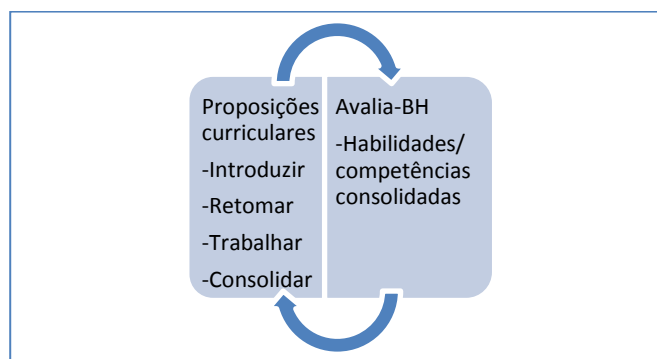 Proposições
curriculares
-Introduzir
-Retomar
-Trabalhar
-Consolidar
Avalia-BH
-Habilidades/
competências
consolidadas